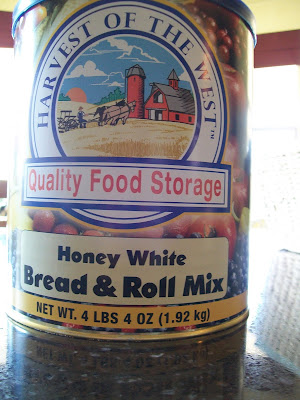 HARVEST OF THE WEST™
Quality Food Storage
Honey White
Bread & Roll Mix
NET WT. 4 LBS 4 OZ (1.92 kg)